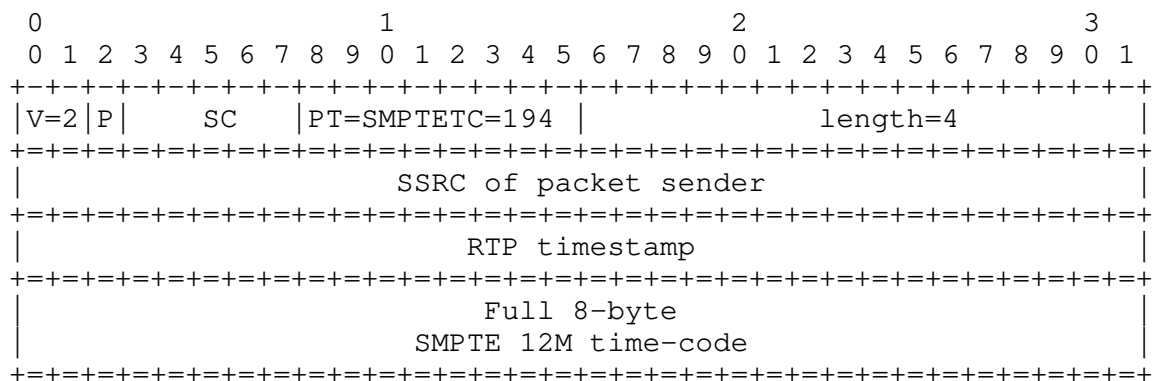 0                   1                   2                   3
0 1 2 3 4 5 6 7 8 9 0 1 2 3 4 5 6 7 8 9 0 1 2 3 4 5 6 7 8 9 0 1
+-+-+-+-+-+-+-+-+-+-+-+-+-+-+-+-+-+-+-+-+-+-+-+-+-+-+-+-+-+-+-+-+
|V=2|P|    SC   |PT=SMPTETC=194 |             length=4          |
+=+=+=+=+=+=+=+=+=+=+=+=+=+=+=+=+=+=+=+=+=+=+=+=+=+=+=+=+=+=+=+=+
|                     SSRC of packet sender                     |
+=+=+=+=+=+=+=+=+=+=+=+=+=+=+=+=+=+=+=+=+=+=+=+=+=+=+=+=+=+=+=+=+
|                         RTP timestamp                         |
+=+=+=+=+=+=+=+=+=+=+=+=+=+=+=+=+=+=+=+=+=+=+=+=+=+=+=+=+=+=+=+=+
|                          Full 8-byte                          |
|                      SMPTE 12M time-code                      |
+=+=+=+=+=+=+=+=+=+=+=+=+=+=+=+=+=+=+=+=+=+=+=+=+=+=+=+=+=+=+=+=+